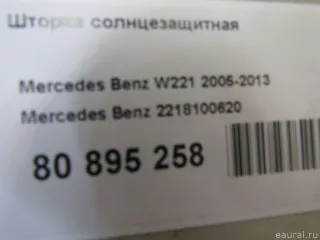 Шторка солнцезащитная
Mercedes Benz W221 2005-2013
Mercedes Benz 2218100620
80 895 258
eaural.ru